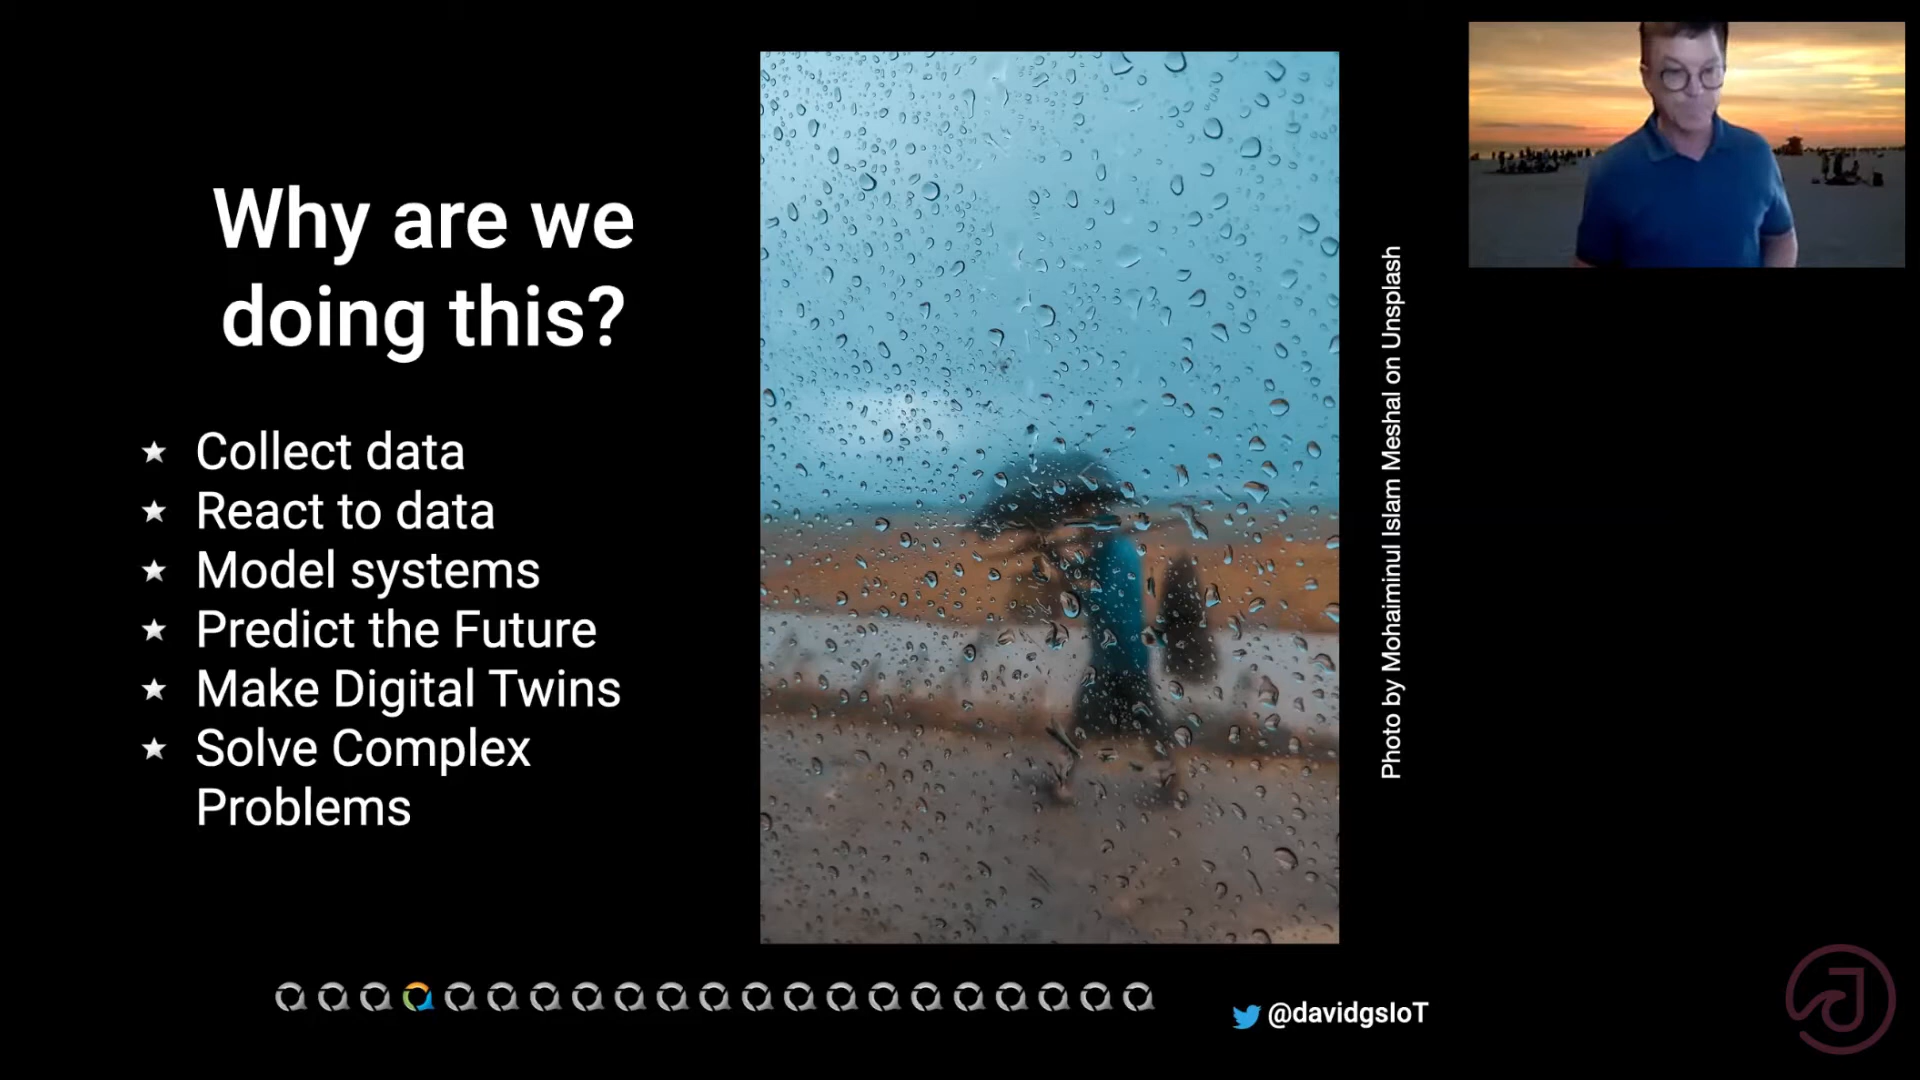 Why are we
doing this?
★ Collect data
★ React to data
★ Model systems
★ Predict the Future
★ Make Digital Twins
★ Solve Complex
Problems
Photo by Mohaiminul Islam Meshal on Unsplash
@davidgsIoT